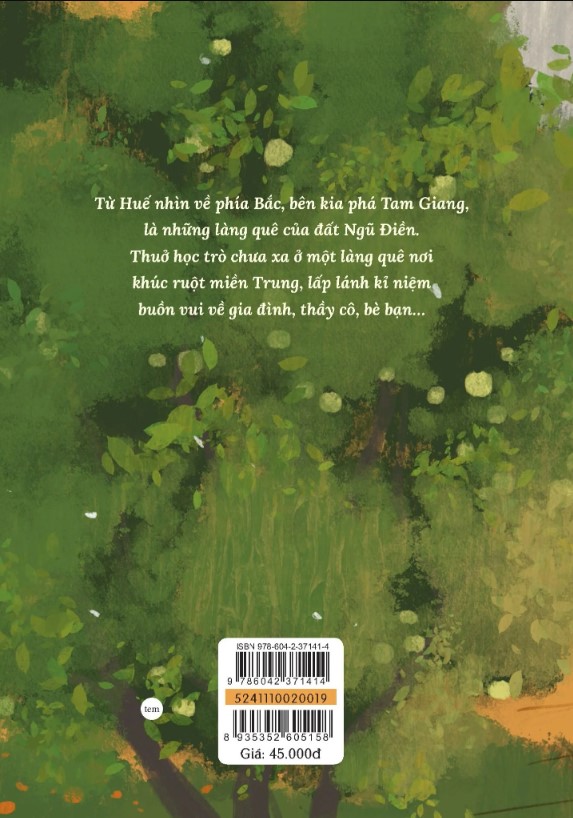 Từ Huế nhìn về phía Bắc, bên kia phá Tam Giang,
là những làng quê của đất Ngũ Điền.
Thuở học trò chưa xa ở một làng quê nơi
khúc ruột miền Trung, lấp lánh kỉ niệm
buồn vui về gia đình, thầy cô, bè bạn...
ISBN 978-604-2-37141-4
9 786042 371414
5241110020019
8 935352 605158
Giá: 45.000đ
tem